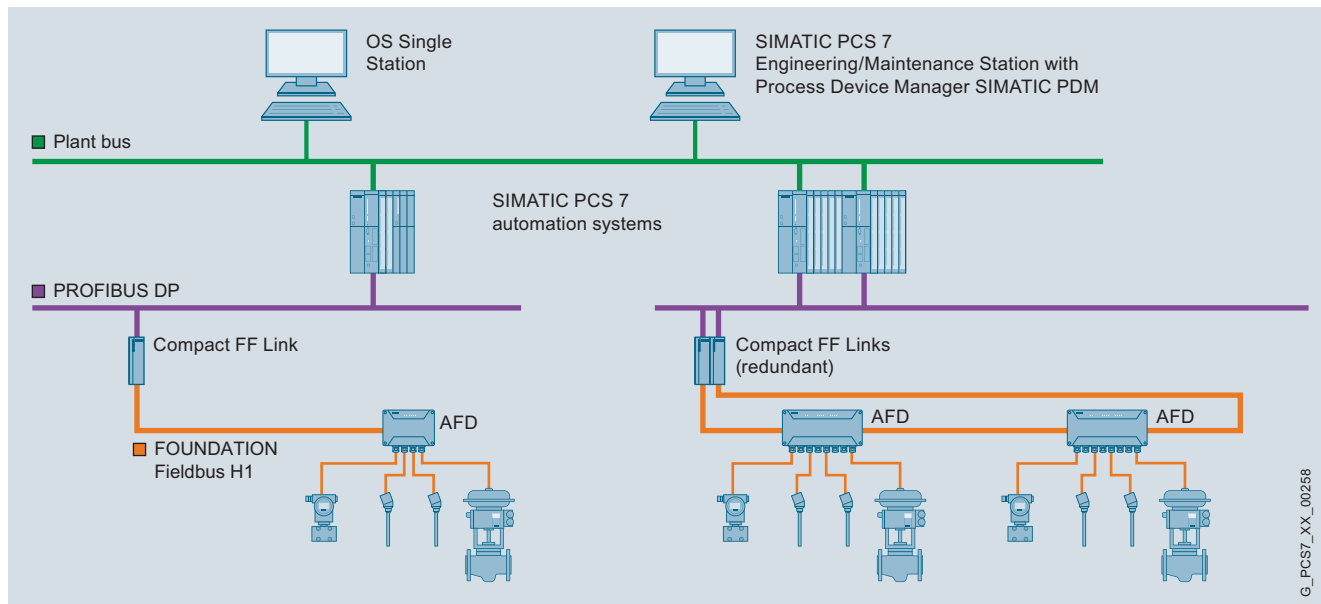 OS Single
Station
SIMATIC PCS 7
Engineering/Maintenance Station with
Process Device Manager SIMATIC PDM
Plant bus
SIMATIC PCS 7
automation systems
PROFIBUS DP
Compact FF Link
Compact FF Links
(redundant)
AFD
AFD
AFD
FOUNDATION
Fieldbus H1
G_PCS7_XX_00258